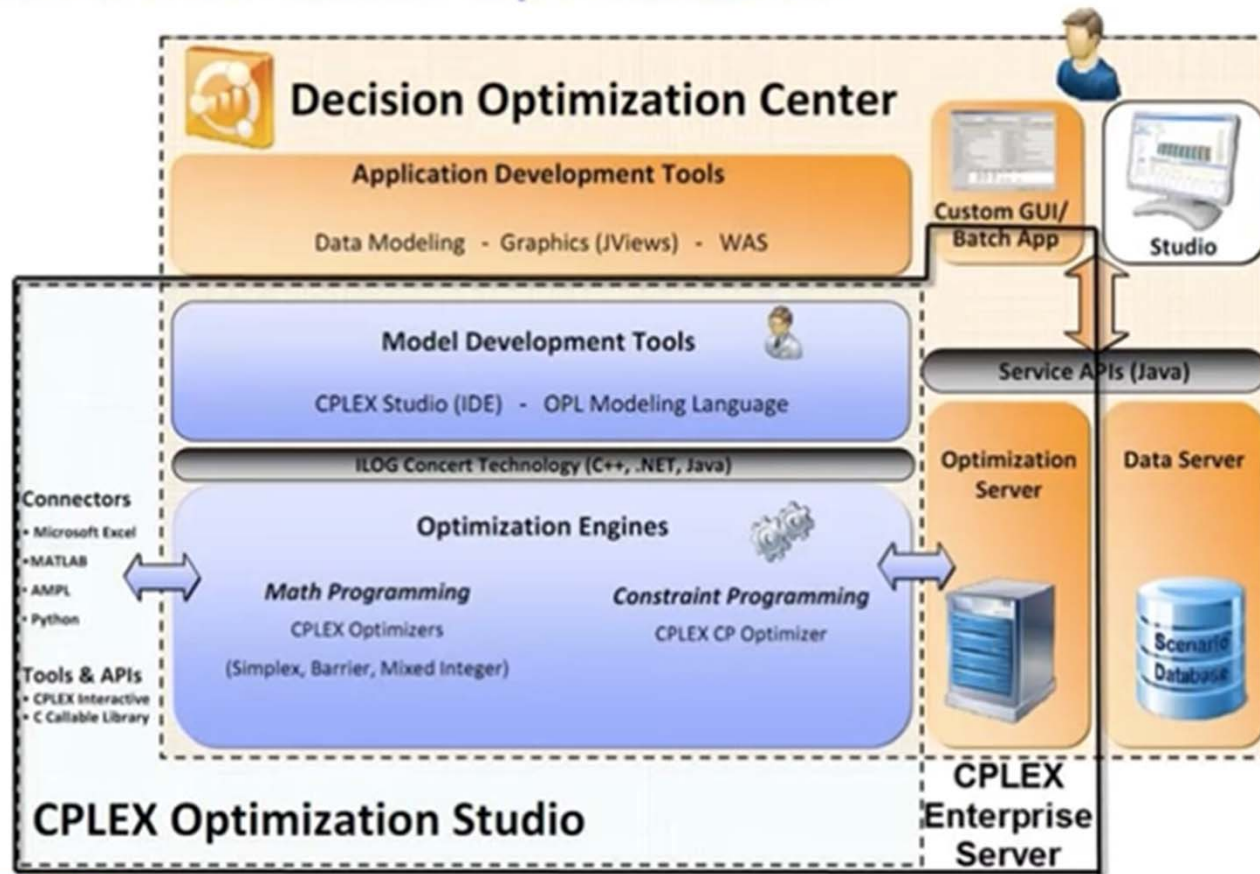 Decision Optimization Center
Application Development Tools
Data Modeling - Graphics (JViews) - WAS
Custom GUI/
Batch App
Studio
Model Development Tools
CPLEX Studio (IDE) - OPL Modeling Language
Service APIs (Java)
ILOG Concert Technology (C++, .NET, Java)
Optimization
Server
Data Server
Connectors
• Microsoft Excel
•MATLAB
• AMPL
• Python
Tools & APIs
• CPLEX Interactive
• C Callable Library
Optimization Engines
Math Programming
CPLEX Optimizers
(Simplex, Barrier, Mixed Integer)
Constraint Programming
CPLEX CP Optimizer
Scenario
Database
CPLEX Optimization Studio
CPLEX
Enterprise
Server